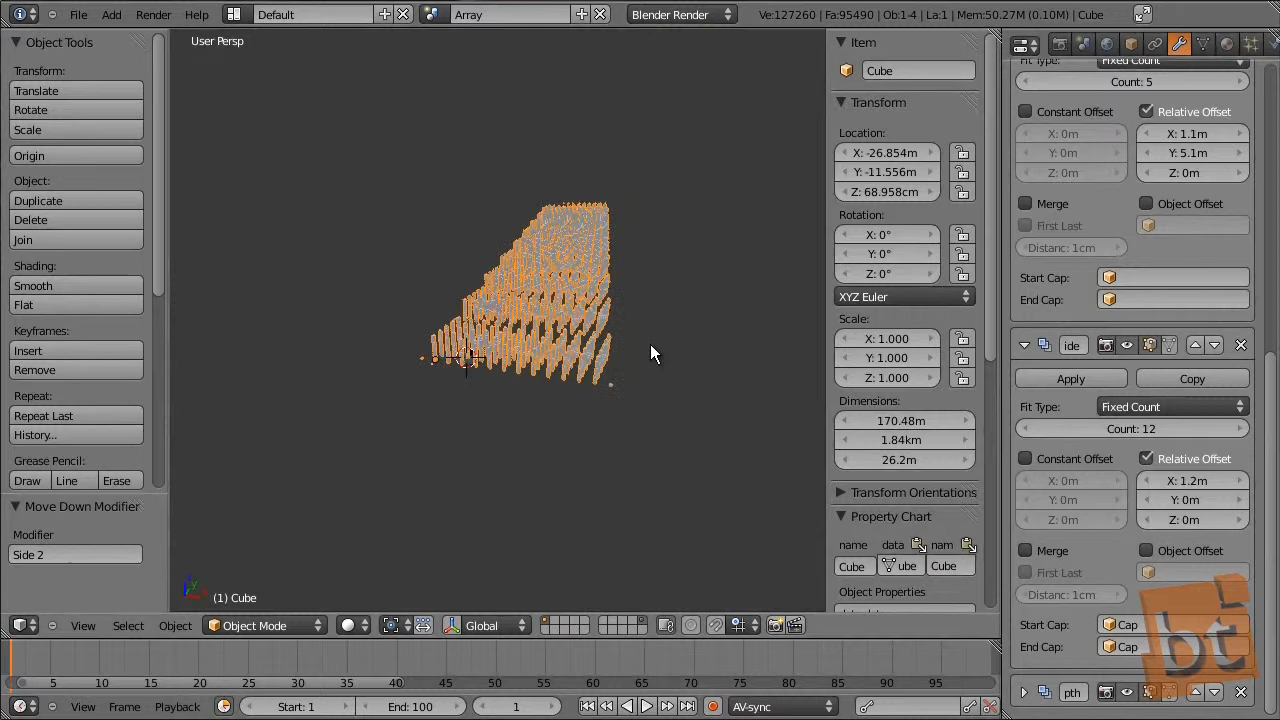 File Add Render Help Default Array Blender Render Ve:127260 | Fa:95490 | Ob:1-4 | La:1 | Mem:50.27M (0.10M) | Cube
Object Tools
Transform:
Translate
Rotate
Scale
Origin
Object:
Duplicate
Delete
Join
Shading:
Smooth
Flat
Keyframes:
Insert
Remove
Repeat:
Repeat Last
History...
Grease Pencil:
Draw Line Erase
Move Down Modifier
Modifier
Side 2
User Persp
(1) Cube
Item
Cube
Transform
Location:
X: -26.854m
Y: -11.556m
Z: 68.958cm
Rotation:
X: 0°
Y: 0°
Z: 0°
XYZ Euler
Scale:
X: 1.000
Y: 1.000
Z: 1.000
Dimensions:
170.48m
1.84km
26.2m
Transform Orientations
Property Chart
name data nam
Cube ube Cube
Object Properties
Fit Type: Fixed Count
Count: 5
Constant Offset Relative Offset
X: 0m X: 1.1m
Y: 0m Y: 5.1m
Z: 0m Z: 0m
Merge Object Offset
First Last
Distanc: 1cm
Start Cap:
End Cap:
ide
Apply Copy
Fit Type: Fixed Count
Count: 12
Constant Offset Relative Offset
X: 0m X: 1.2m
Y: 0m Y: 0m
Z: 0m Z: 0m
Merge Object Offset
First Last
Distanc: 1cm
Start Cap: Cap
End Cap: Cap
pth
bt
View Select Object Object Mode Global
5 10 15 20 25 30 35 40 45 50 55 60 65 70 75 80 85 90 95
View Frame Playback Start: 1 End: 100 1 AV-sync